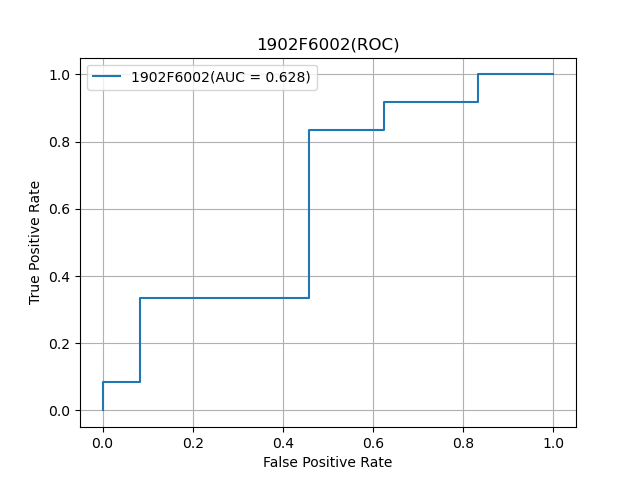 1902F6002(ROC)
1902F6002(AUC = 0.628)
True Positive Rate
1.0
0.8
0.6
0.4
0.2
0.0
0.0 0.2 0.4 0.6 0.8 1.0
False Positive Rate